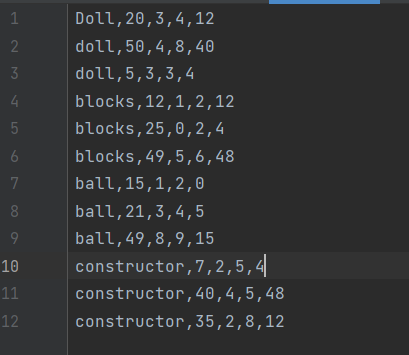 1 Doll,20,3,4,12
2 doll,50,4,8,40
3 doll,5,3,3,4
4 blocks,12,1,2,12
5 blocks,25,0,2,4
6 blocks,49,5,6,48
7 ball,15,1,2,0
8 ball,21,3,4,5
9 ball,49,8,9,15
10 constructor,7,2,5,4
11 constructor,40,4,5,48
12 constructor,35,2,8,12